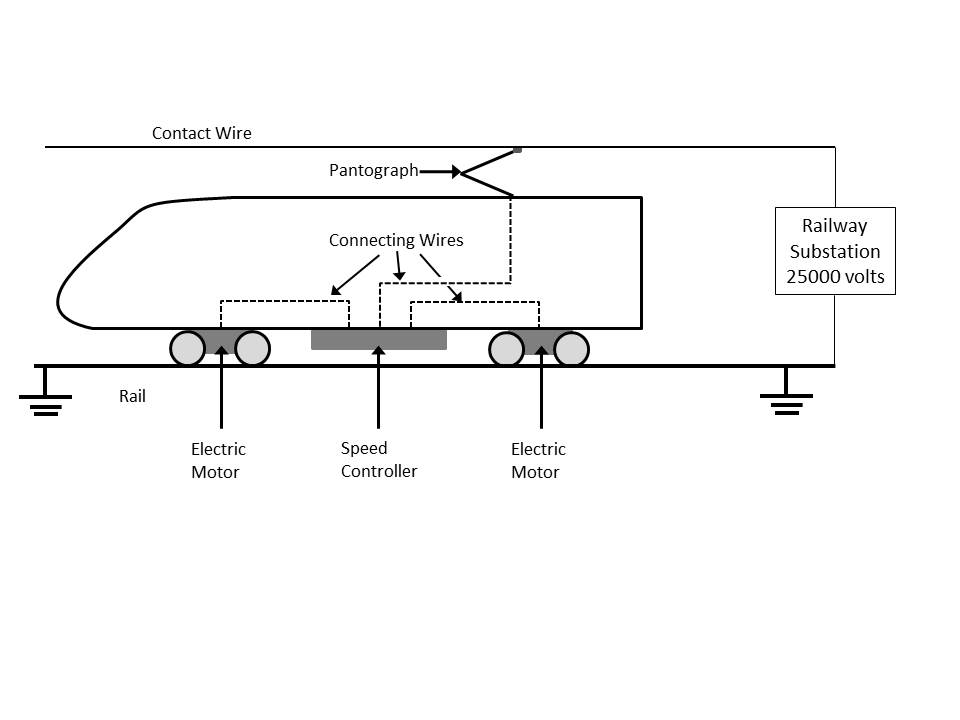 Contact Wire
Pantograph
Railway
Substation
25000 volts
Connecting Wires
Rail
Electric
Motor
Speed
Controller
Electric
Motor